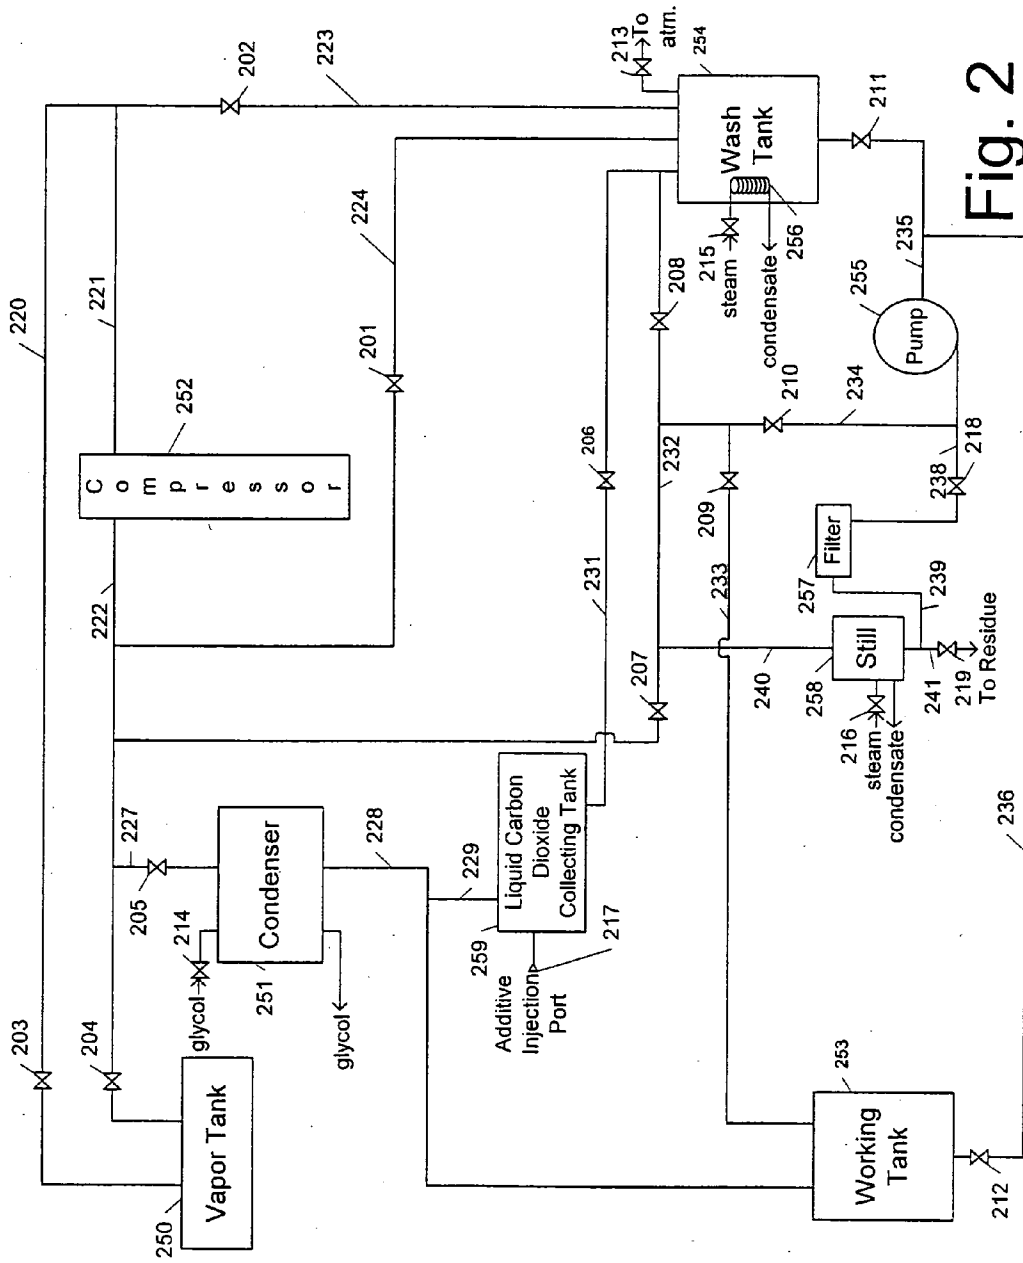 220
203
204
Vapor Tank
250
222
Compressor
252
221
202
223
227
205
glycol
214
Condenser
251
glycol
228
229
Liquid Carbon
Dioxide
Collecting Tank
259
Additive
Injection
Port
217
201
224
206
231
207
232
208
209
233
210
234
240
213
To
atm.
254
Wash
Tank
215
steam
condensate
256
211
235
255
Pump
218
238
Filter
257
239
Still
258
216
steam
condensate
241
219
To Residue
236
253
Working
Tank
212
Fig. 2